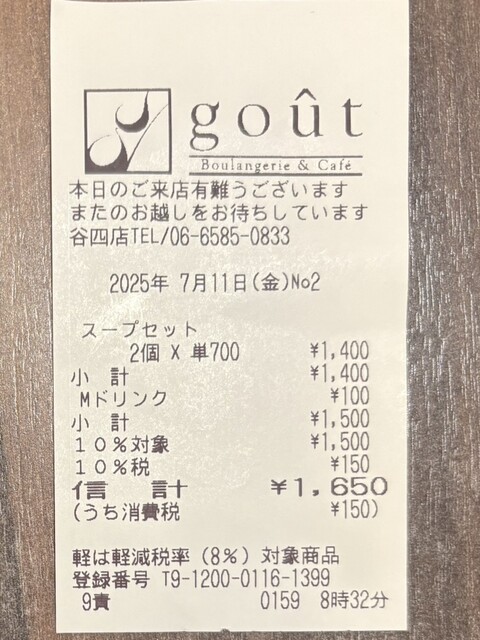 goût
Boulangerie & Café
本日のご来店有難うございます
またのお越しをお待ちしています
谷四店TEL/06-6585-0833
2025年 7月11日(金)No2
スープセット
2個 X 単700 ¥1,400
小 計 ¥1,400
Mドリンク ¥100
小 計 ¥1,500
10%対象 ¥1,500
10%税 ¥150
合 計 ¥1,650
(うち消費税 ¥150)
軽は軽減税率(8%)対象商品
登録番号 T9-1200-0116-1399
9責 0159 8時32分